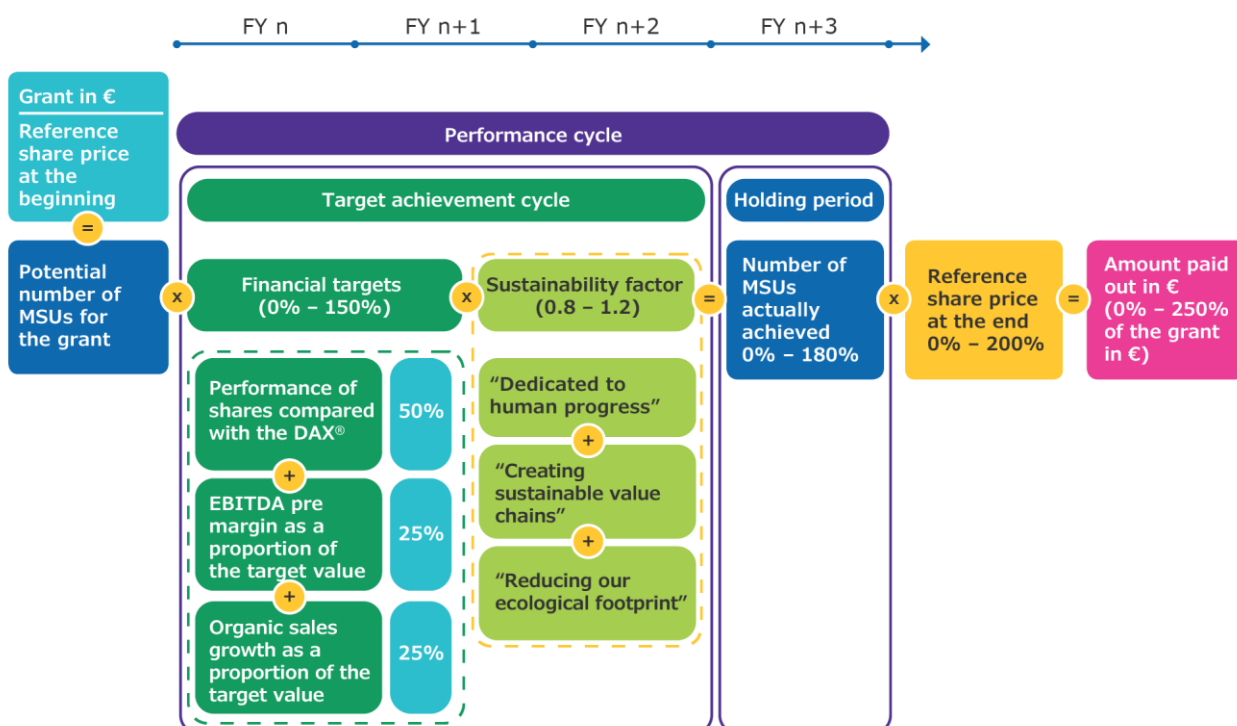 FY n
FY n+1
FY n+2
FY n+3
Grant in €
Reference
share price
at the
beginning
=
Potential
number of
MSUs for
the grant
Performance cycle
Target achievement cycle
Holding period
x
Financial targets
(0% – 150%)
x
Sustainability factor
(0.8 – 1.2)
=
Number of
MSUs
actually
achieved
0% – 180%
x
Reference
share price
at the end
0% – 200%
=
Amount paid
out in €
(0% – 250%
of the grant
in €)
Performance of
shares compared
with the DAX®
50%
+
EBITDA pre
margin as a
proportion of
the target value
25%
+
Organic sales
growth as a
proportion of the
target value
25%
“Dedicated to
human progress”
+
“Creating
sustainable value
chains”
+
“Reducing our
ecological footprint”